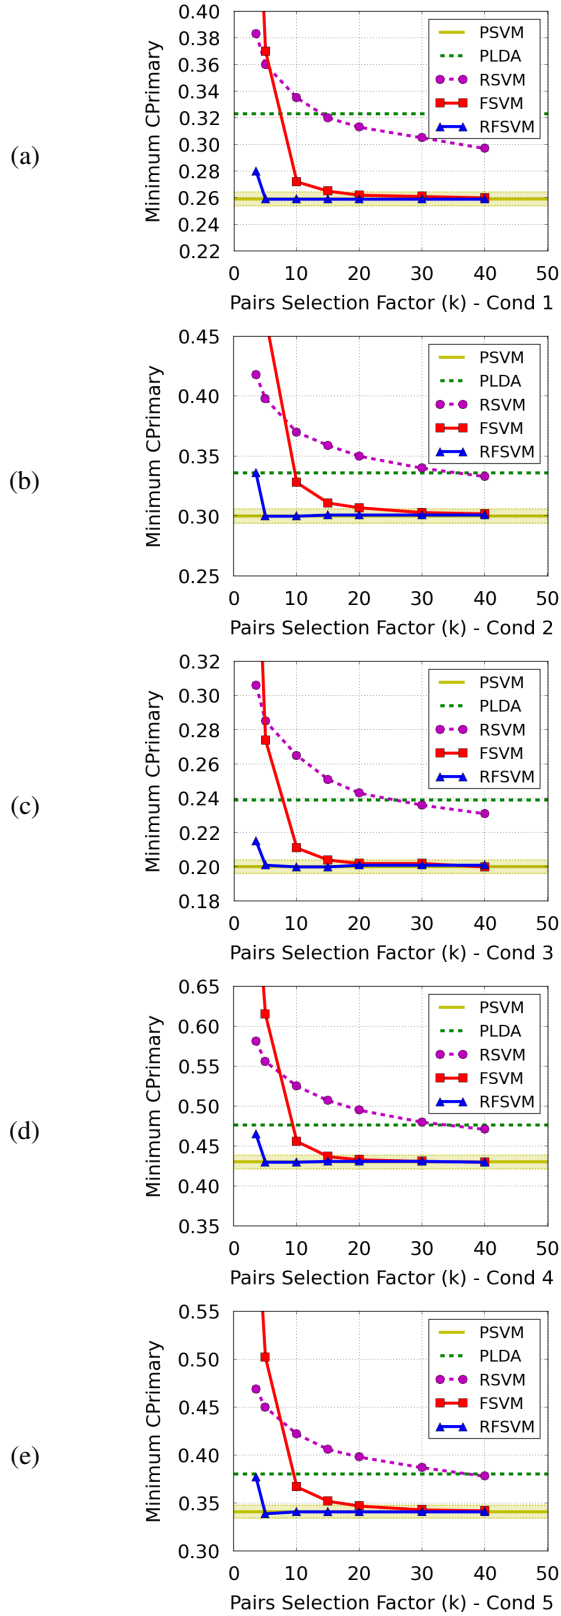 (a)
Minimum CPrimary
0.40
0.38
0.36
0.34
0.32
0.30
0.28
0.26
0.24
0.22
PSVM
PLDA
RSVM
FSVM
RFSVM
0 10 20 30 40 50
Pairs Selection Factor (k) - Cond 1
(b)
Minimum CPrimary
0.45
0.40
0.35
0.30
0.25
PSVM
PLDA
RSVM
FSVM
RFSVM
0 10 20 30 40 50
Pairs Selection Factor (k) - Cond 2
(c)
Minimum CPrimary
0.32
0.30
0.28
0.26
0.24
0.22
0.20
0.18
PSVM
PLDA
RSVM
FSVM
RFSVM
0 10 20 30 40 50
Pairs Selection Factor (k) - Cond 3
(d)
Minimum CPrimary
0.65
0.60
0.55
0.50
0.45
0.40
0.35
PSVM
PLDA
RSVM
FSVM
RFSVM
0 10 20 30 40 50
Pairs Selection Factor (k) - Cond 4
(e)
Minimum CPrimary
0.55
0.50
0.45
0.40
0.35
0.30
PSVM
PLDA
RSVM
FSVM
RFSVM
0 10 20 30 40 50
Pairs Selection Factor (k) - Cond 5